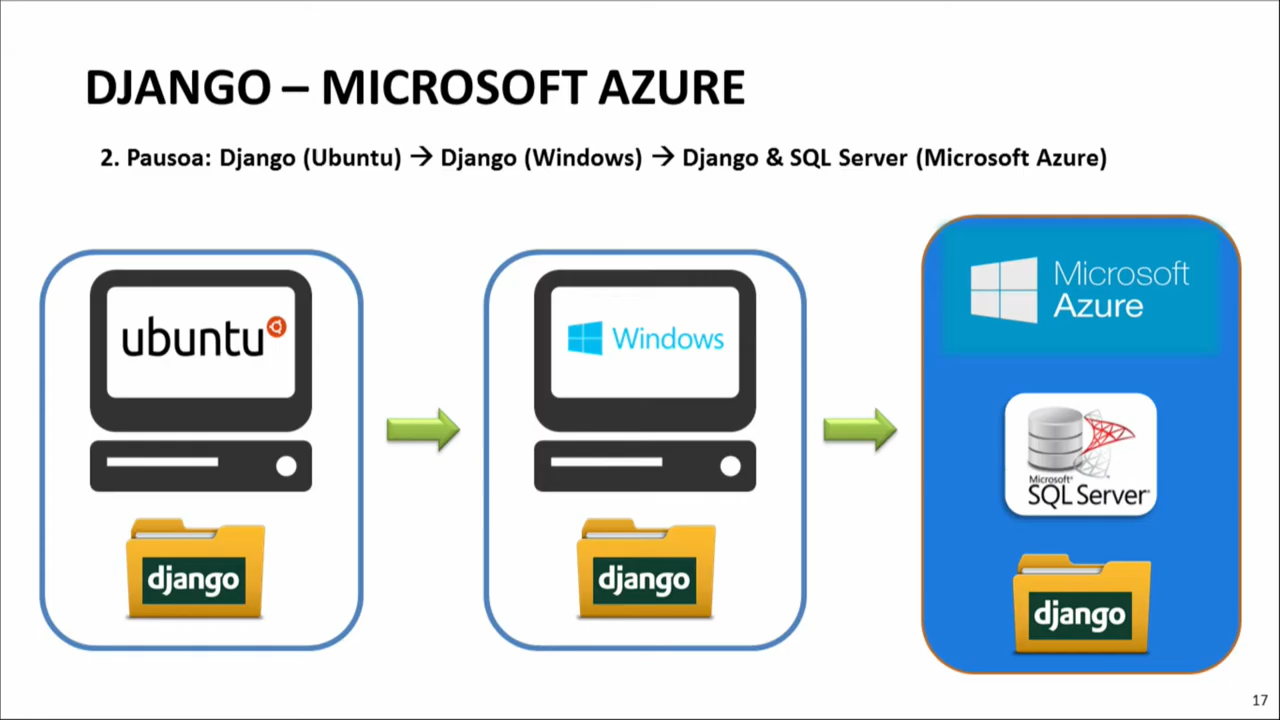 DJANGO – MICROSOFT AZURE
2. Pausoa: Django (Ubuntu) → Django (Windows) → Django & SQL Server (Microsoft Azure)
ubuntu
django
Windows
django
Microsoft
Azure
Microsoft®
SQL Server®
django
17